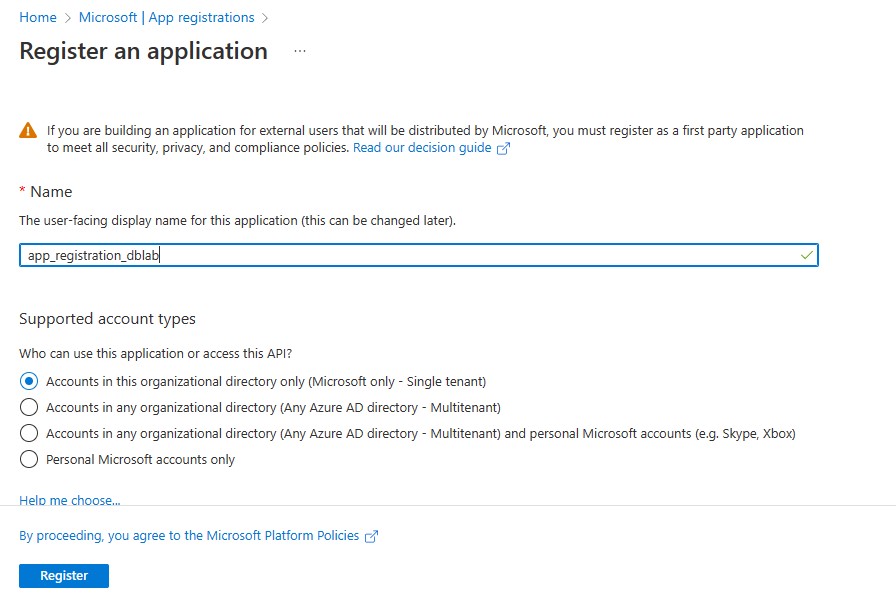 Home > Microsoft | App registrations >
Register an application ...
If you are building an application for external users that will be distributed by Microsoft, you must register as a first party application
to meet all security, privacy, and compliance policies. Read our decision guide
* Name
The user-facing display name for this application (this can be changed later).
app_registration_dblab
Supported account types
Who can use this application or access this API?
Accounts in this organizational directory only (Microsoft only - Single tenant)
Accounts in any organizational directory (Any Azure AD directory - Multitenant)
Accounts in any organizational directory (Any Azure AD directory - Multitenant) and personal Microsoft accounts (e.g. Skype, Xbox)
Personal Microsoft accounts only
Help me choose...
By proceeding, you agree to the Microsoft Platform Policies
Register